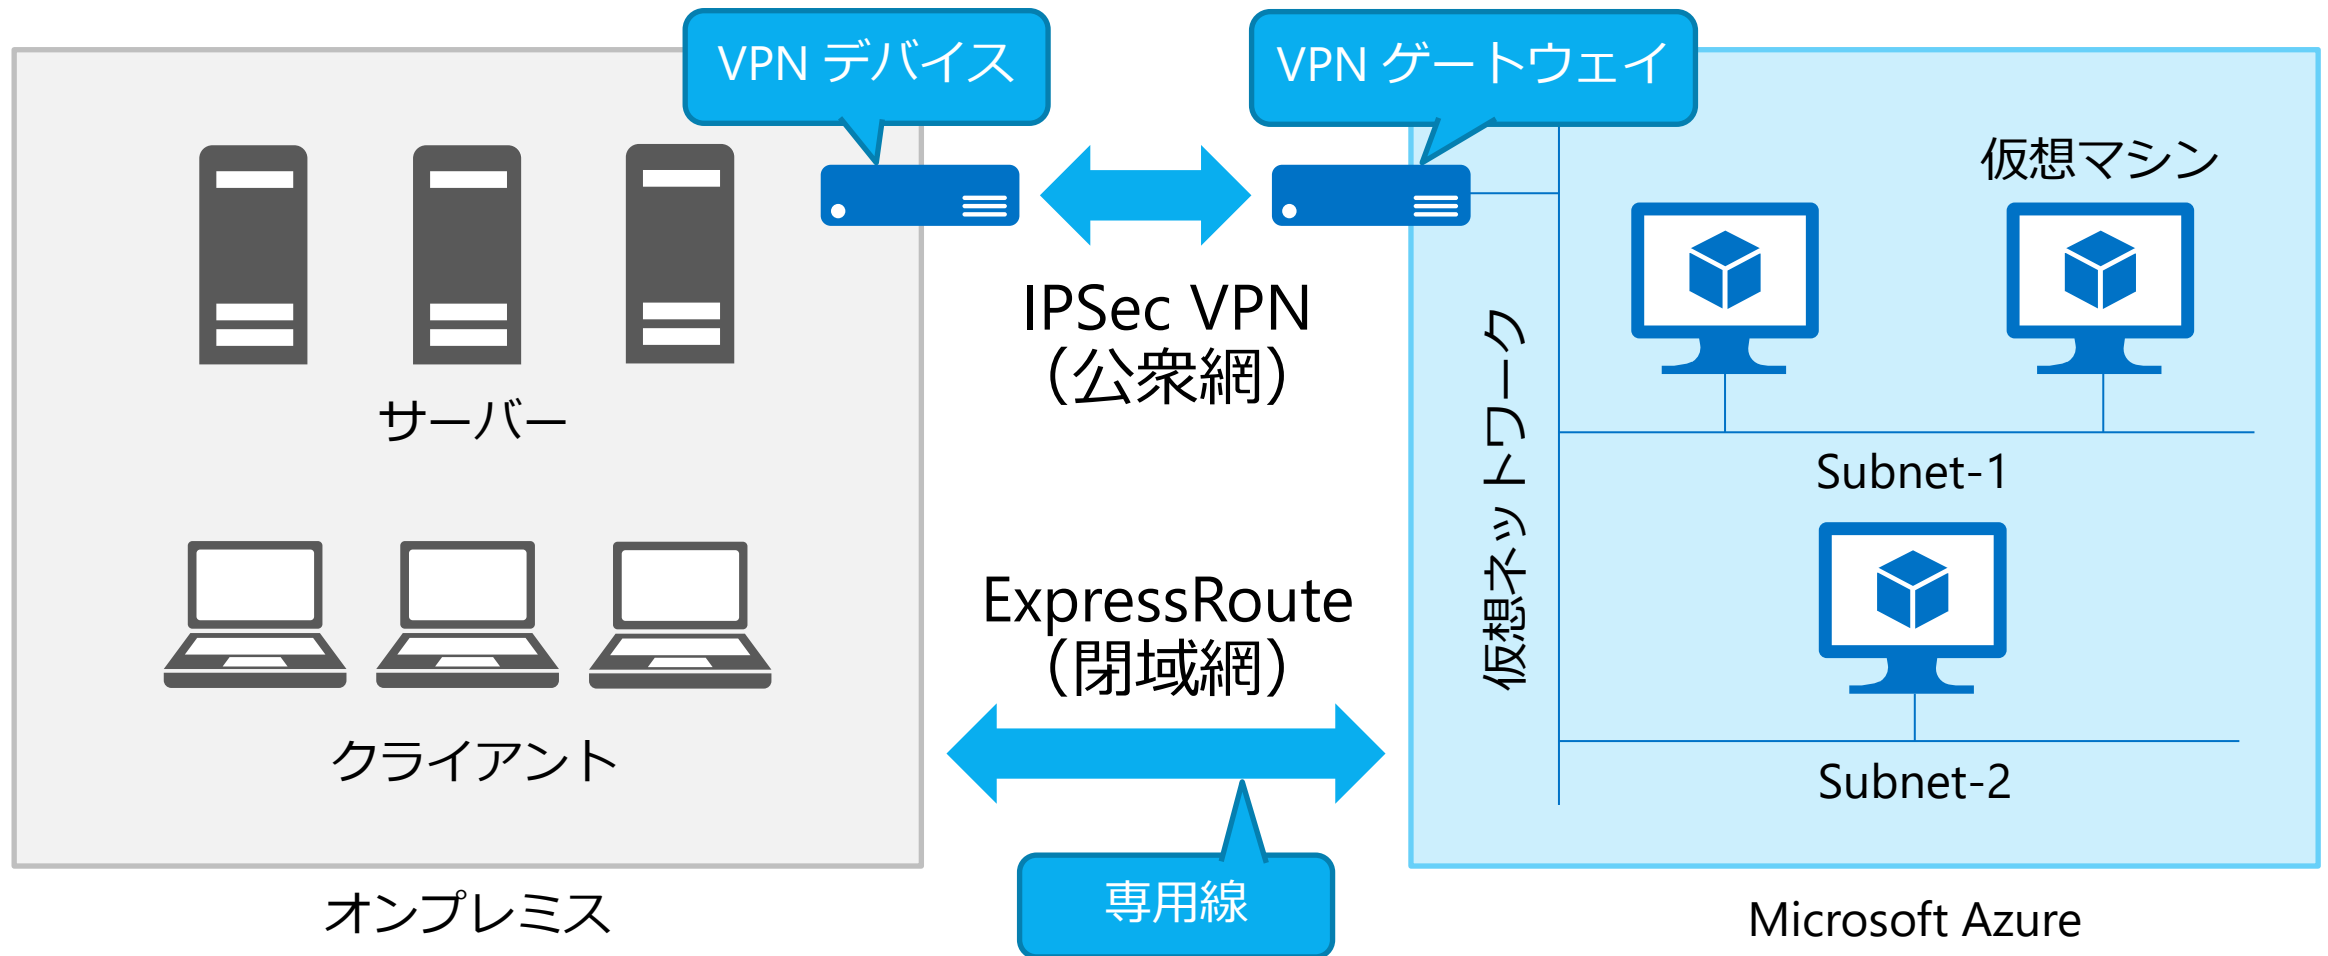 VPN デバイス
VPN ゲートウェイ
仮想マシン
サーバー
IPSec VPN
（公衆網）
仮想ネットワーク
Subnet-1
クライアント
ExpressRoute
（閉域網）
Subnet-2
専用線
オンプレミス
Microsoft Azure